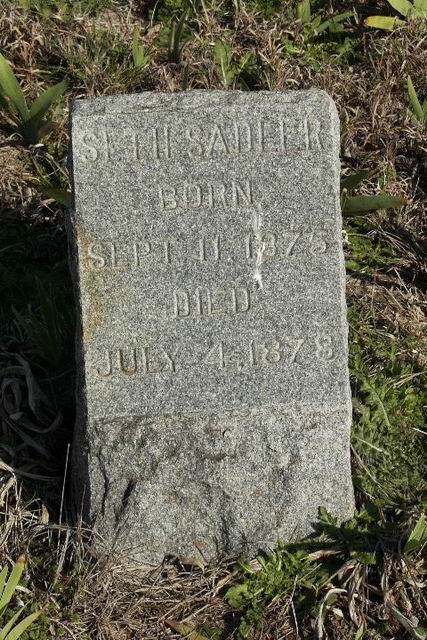 SETH SADLER
BORN
SEPT. 11, 1875
DIED
JULY 4, 1878